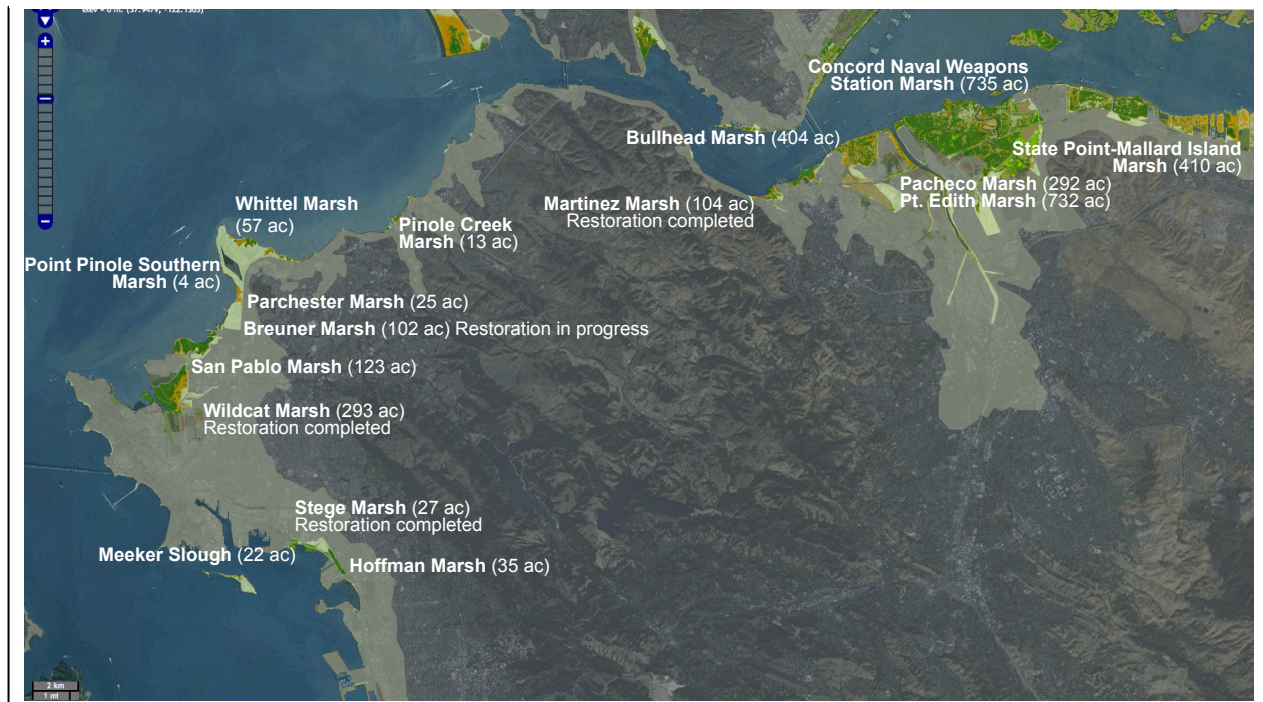 Concord Naval Weapons
Station Marsh (735 ac)
Bullhead Marsh (404 ac)
State Point-Mallard Island
Marsh (410 ac)
Pacheco Marsh (292 ac)
Pt. Edith Marsh (732 ac)
Whittel Marsh
(57 ac)
Martinez Marsh (104 ac)
Restoration completed
Pinole Creek
Marsh (13 ac)
Point Pinole Southern
Marsh (4 ac)
Parchester Marsh (25 ac)
Breuner Marsh (102 ac) Restoration in progress
San Pablo Marsh (123 ac)
Wildcat Marsh (293 ac)
Restoration completed
Stege Marsh (27 ac)
Restoration completed
Meeker Slough (22 ac)
Hoffman Marsh (35 ac)
2 km
1 mi